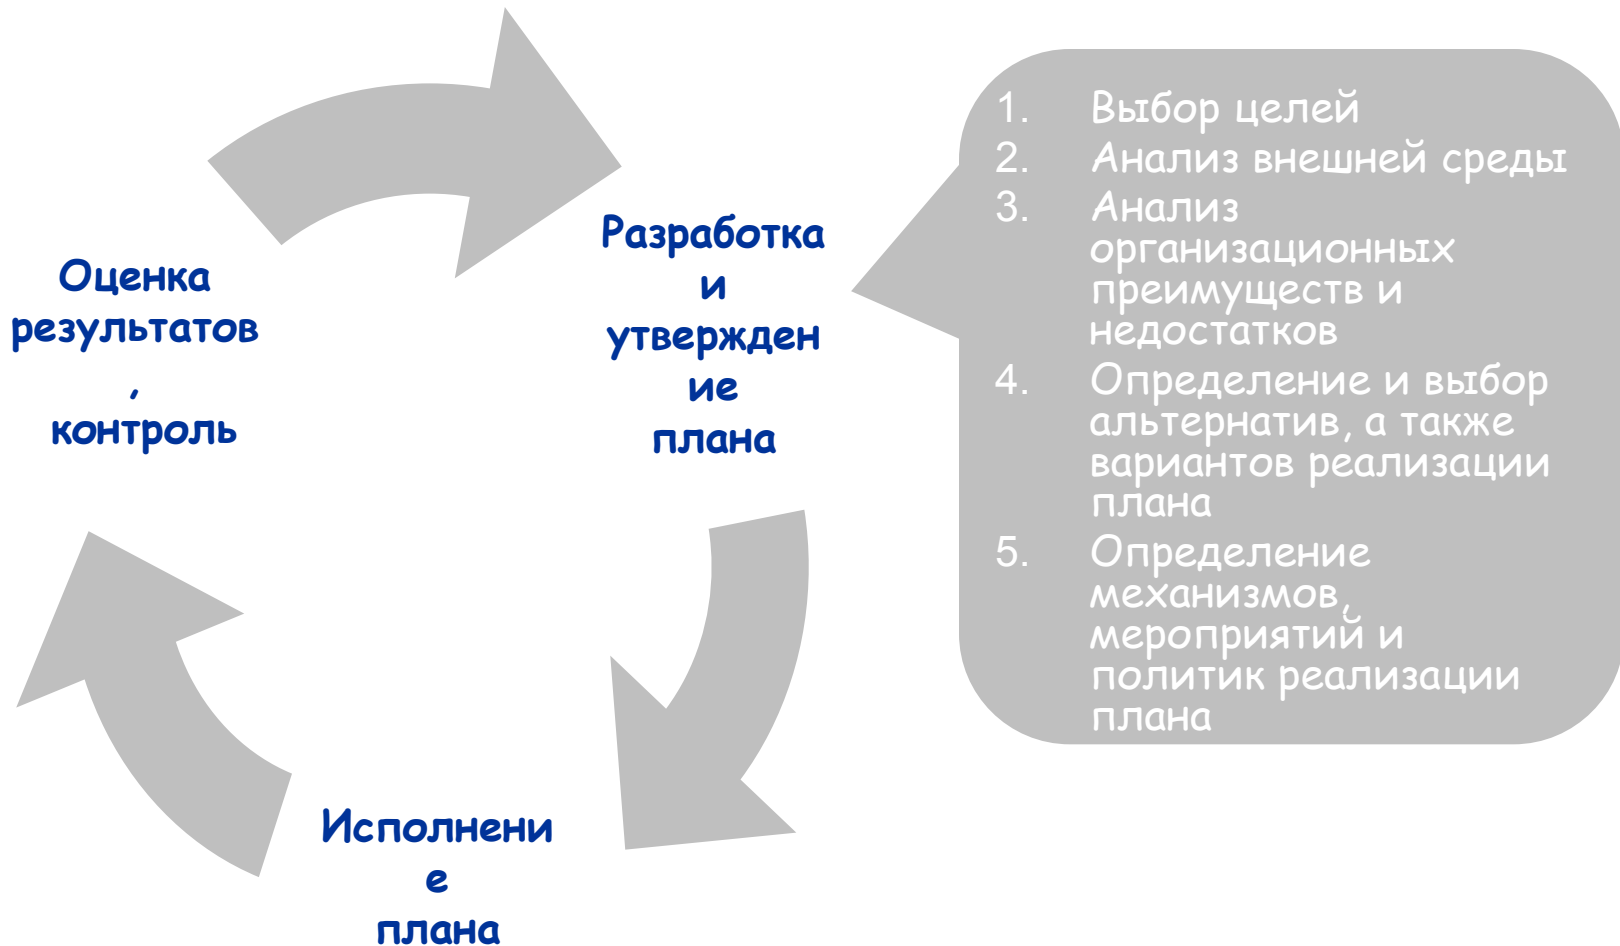 Оценка
результатов
,
контроль
Разработка
и
утвержден
ие
плана
Исполнени
е
плана
1. Выбор целей
2. Анализ внешней среды
3. Анализ
организационных
преимуществ и
недостатков
4. Определение и выбор
альтернатив, а также
вариантов реализации
плана
5. Определение
механизмов,
мероприятий и
политик реализации
плана